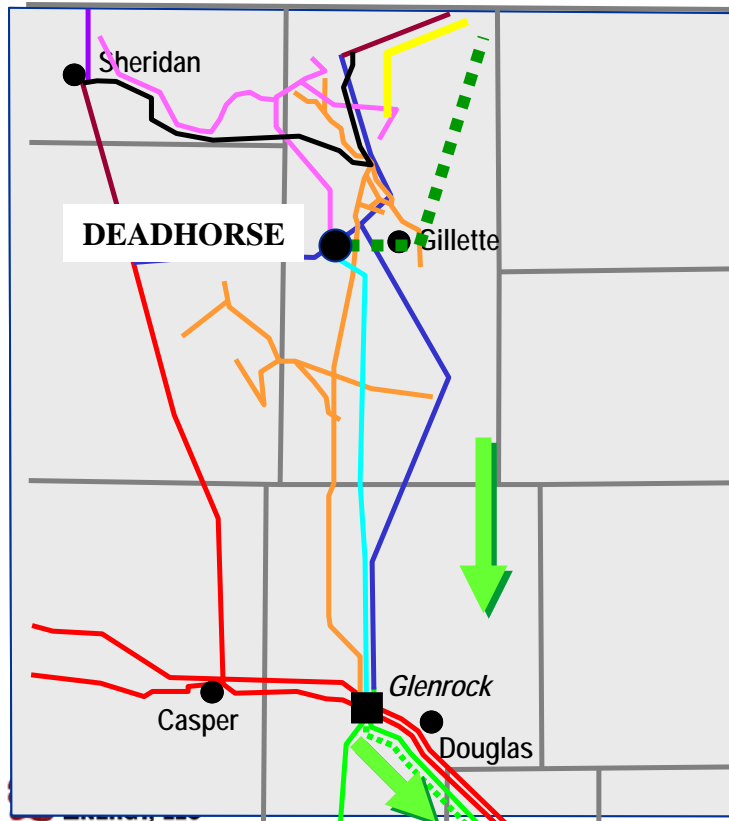 Sheridan
DEADHORSE
Gillette
Glenrock
Casper
Douglas